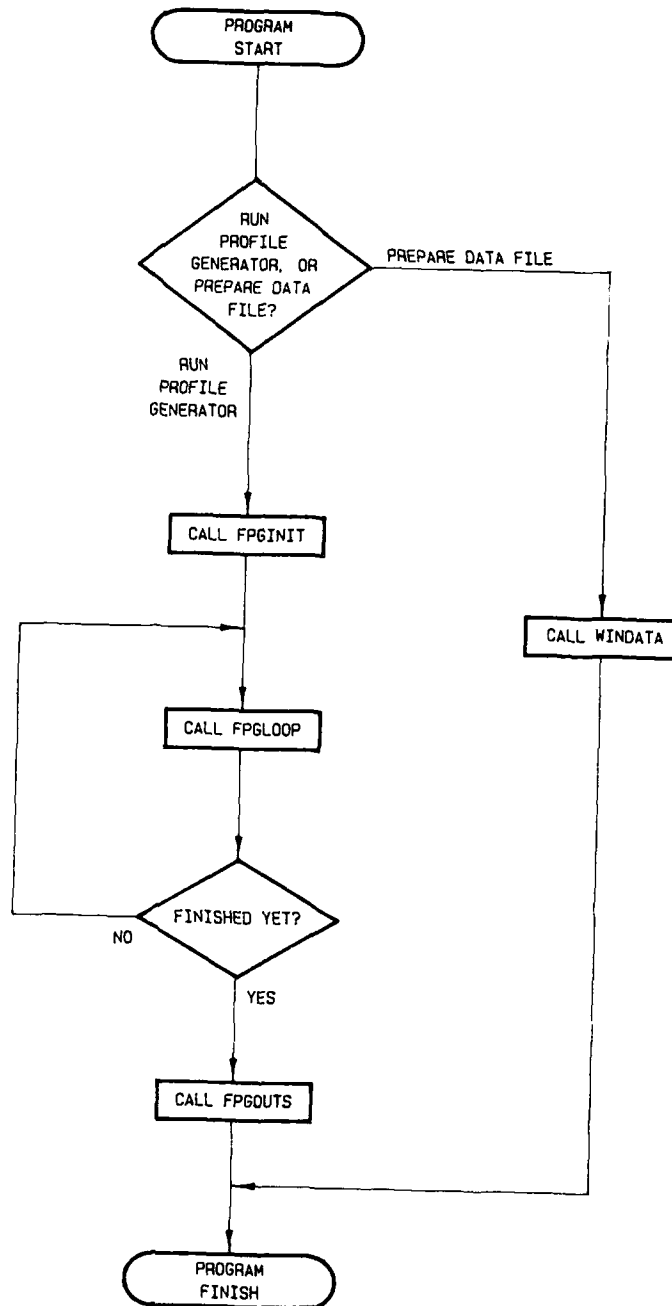 PROGRAM
START
RUN
PROFILE
GENERATOR, OR
PREPARE DATA
FILE?
PREPARE DATA FILE
RUN
PROFILE
GENERATOR
CALL FPGINIT
CALL WINDATA
CALL FPGLOOP
FINISHED YET?
NO
YES
CALL FPGOUTS
PROGRAM
FINISH